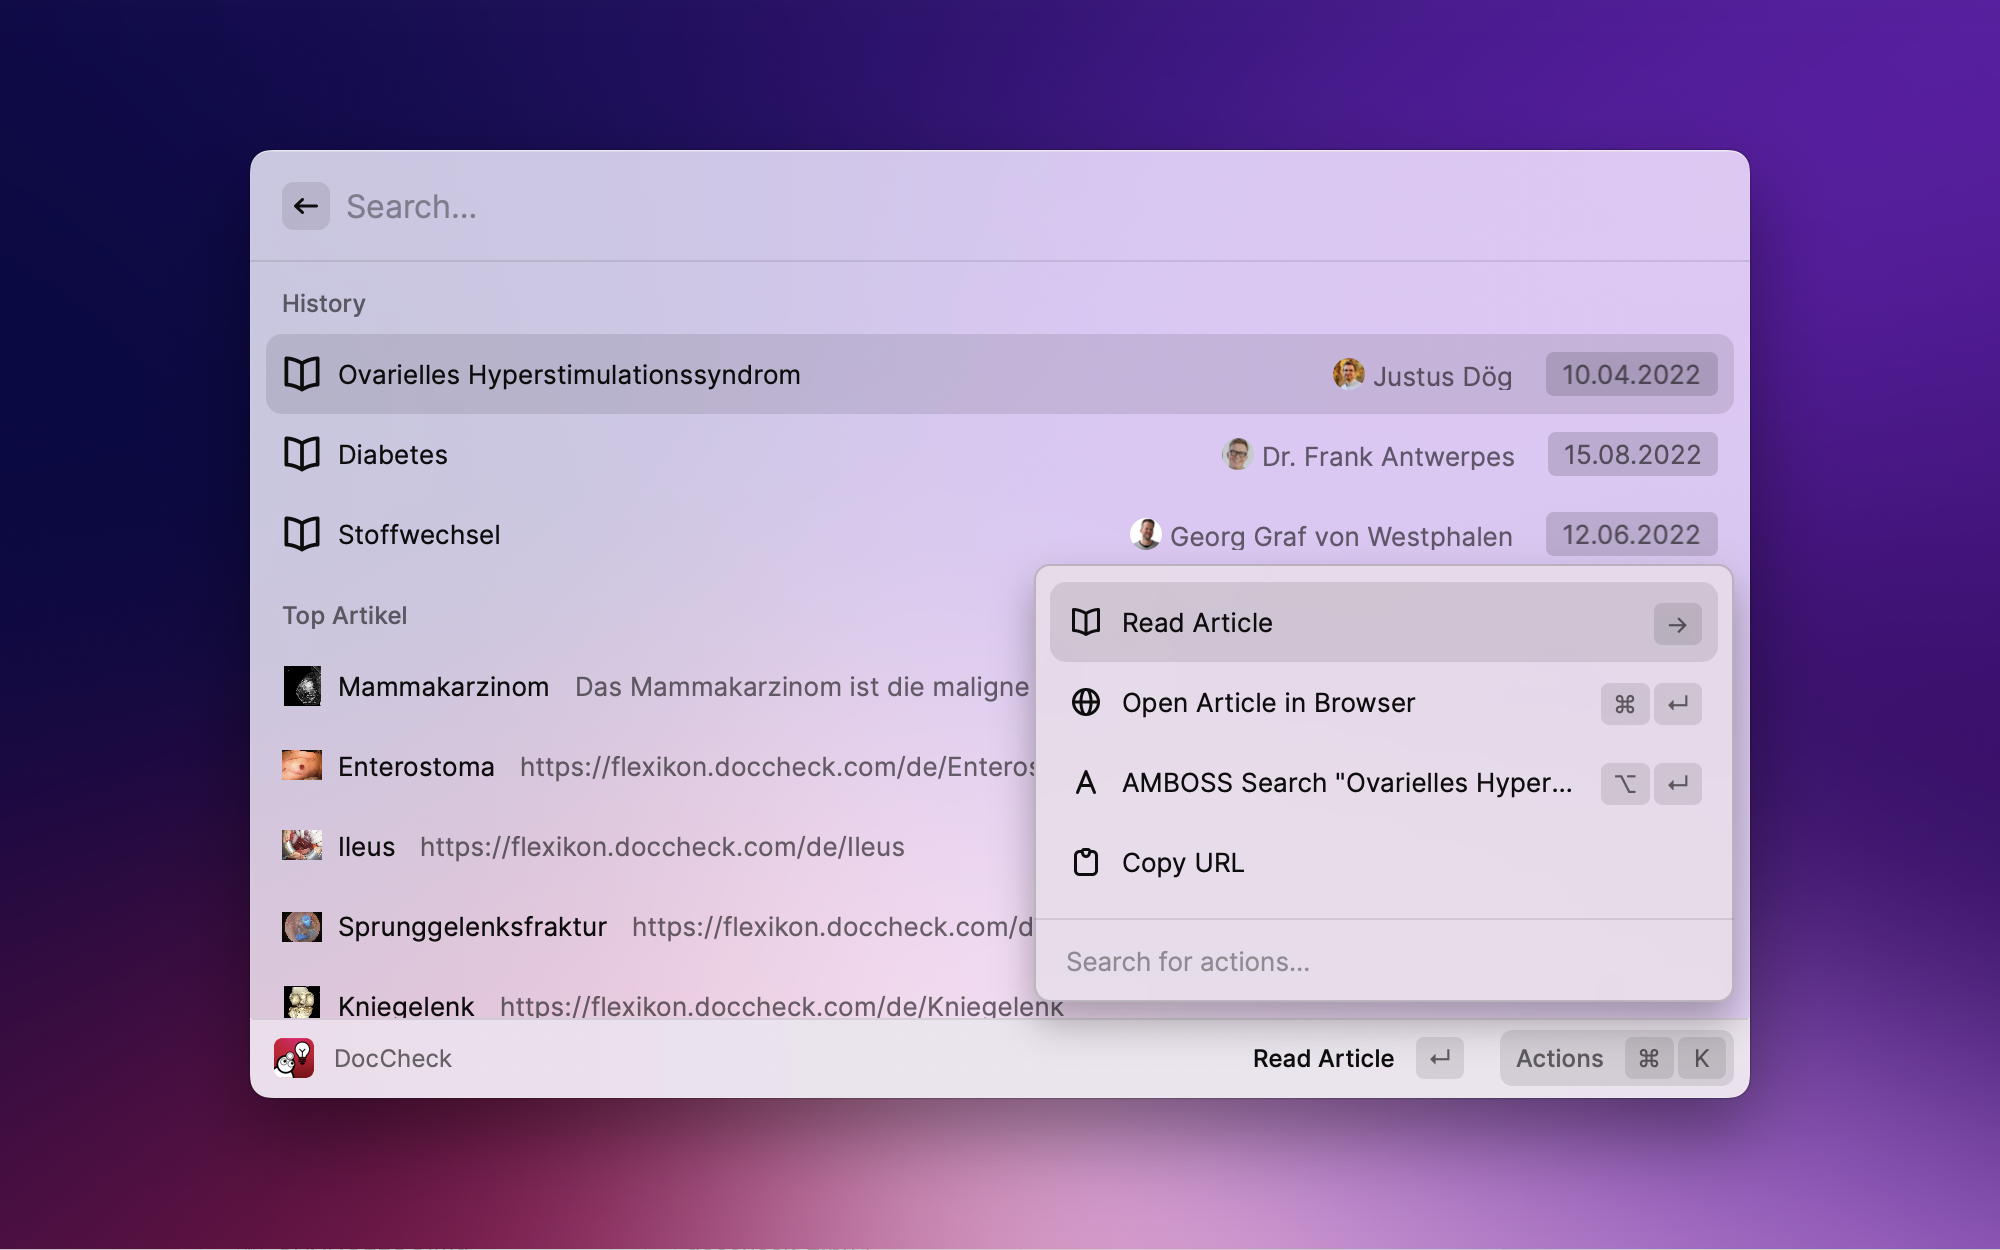 Search...
History
Ovarielles Hyperstimulationssyndrom Justus Dög 10.04.2022
Diabetes Dr. Frank Antwerpes 15.08.2022
Stoffwechsel Georg Graf von Westphalen 12.06.2022
Top Artikel
Mammakarzinom Das Mammakarzinom ist die maligne
Enterostoma https://flexikon.doccheck.com/de/Enteros
Ileus https://flexikon.doccheck.com/de/Ileus
Sprunggelenksfraktur https://flexikon.doccheck.com/d
Kniegelenk https://flexikon.doccheck.com/de/Kniegelenk
Read Article →
Open Article in Browser ⌘ ↵
AMBOSS Search "Ovarielles Hyper... ⌥ ↵
Copy URL
Search for actions...
DocCheck Read Article ↵ Actions ⌘ K